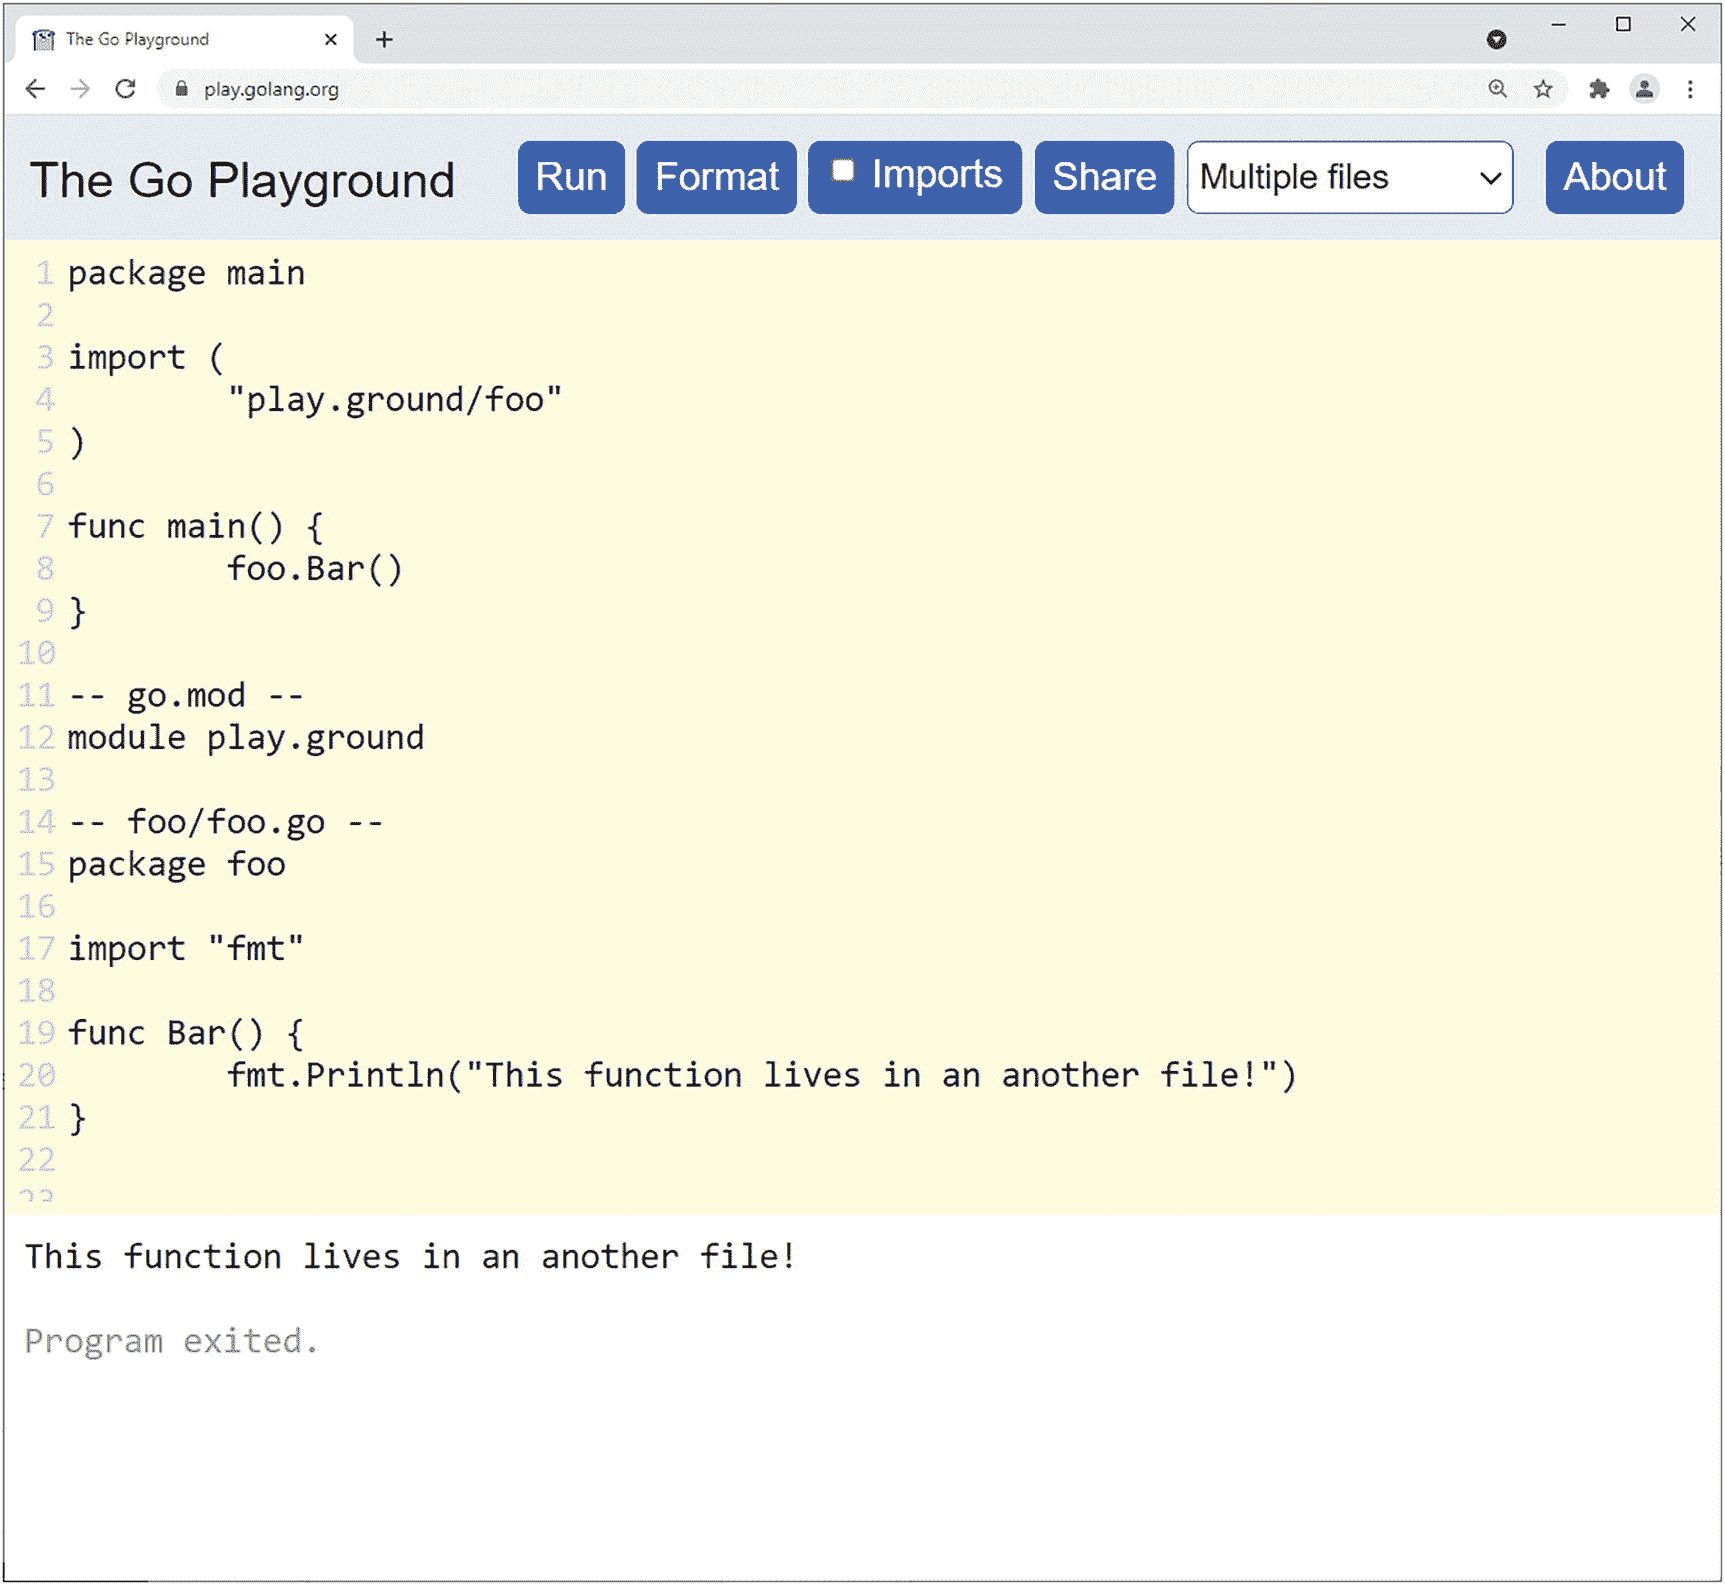 The Go Playground
play.golang.org
The Go Playground Run Format Imports Share Multiple files About
1 package main
2
3 import (
4 "play.ground/foo"
5 )
6
7 func main() {
8 foo.Bar()
9 }
10
11 -- go.mod --
12 module play.ground
13
14 -- foo/foo.go --
15 package foo
16
17 import "fmt"
18
19 func Bar() {
20 fmt.Println("This function lives in an another file!")
21 }
22
23
This function lives in an another file!
Program exited.